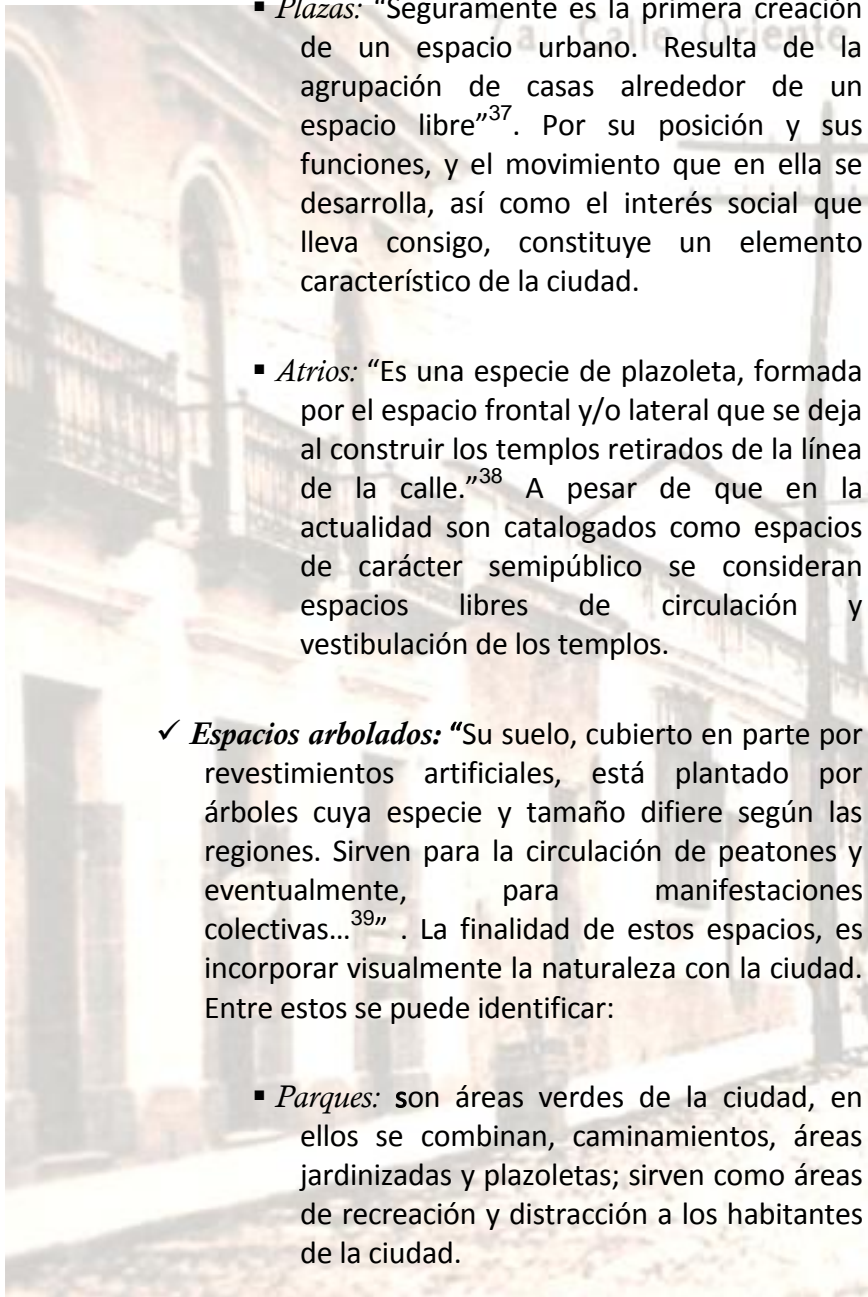 7a. Calle Oriente
▪ Plazas: “Seguramente es la primera creación
de un espacio urbano. Resulta de la
agrupación de casas alrededor de un
espacio libre”37. Por su posición y sus
funciones, y el movimiento que en ella se
desarrolla, así como el interés social que
lleva consigo, constituye un elemento
característico de la ciudad.
▪ Atrios: “Es una especie de plazoleta, formada
por el espacio frontal y/o lateral que se deja
al construir los templos retirados de la línea
de la calle.”38 A pesar de que en la
actualidad son catalogados como espacios
de carácter semipúblico se consideran
espacios libres de circulación y
vestibulación de los templos.
✓ Espacios arbolados: “Su suelo, cubierto en parte por
revestimientos artificiales, está plantado por
árboles cuya especie y tamaño difiere según las
regiones. Sirven para la circulación de peatones y
eventualmente, para manifestaciones
colectivas…39” . La finalidad de estos espacios, es
incorporar visualmente la naturaleza con la ciudad.
Entre estos se puede identificar:
▪ Parques: son áreas verdes de la ciudad, en
ellos se combinan, caminamientos, áreas
jardinizadas y plazoletas; sirven como áreas
de recreación y distracción a los habitantes
de la ciudad.